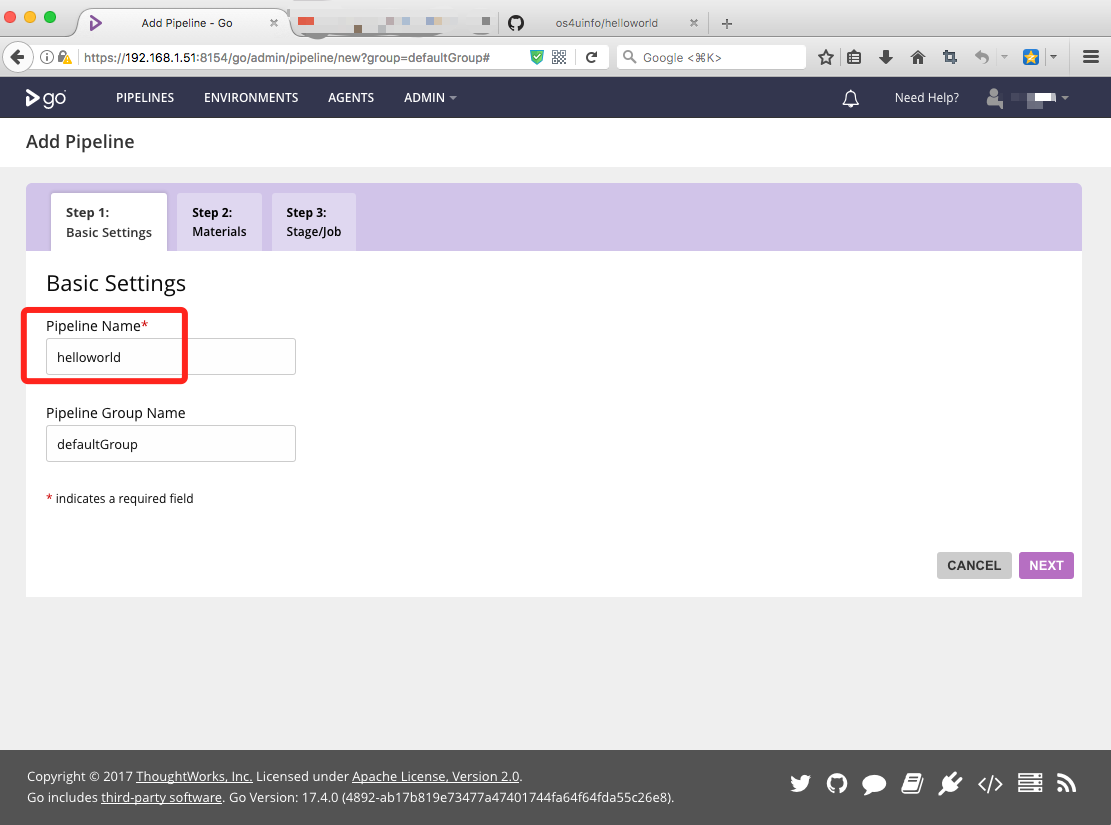 Add Pipeline - Go
os4uinfo/helloworld
https://192.168.1.51:8154/go/admin/pipeline/new?group=defaultGroup#
Google <⌘K>
go PIPELINES ENVIRONMENTS AGENTS ADMIN Need Help?
Add Pipeline
Step 1:
Basic Settings
Step 2:
Materials
Step 3:
Stage/Job
Basic Settings
Pipeline Name*
helloworld
Pipeline Group Name
defaultGroup
* indicates a required field
CANCEL NEXT
Copyright © 2017 ThoughtWorks, Inc. Licensed under Apache License, Version 2.0.
Go includes third-party software. Go Version: 17.4.0 (4892-ab17b819e73477a47401744fa64f64fda55c26e8).